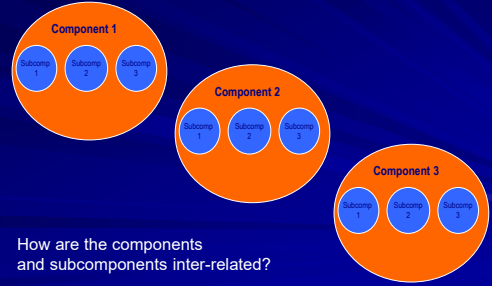 Component 1
Subcomp Subcomp Subcomp
1 2 3
Component 2
Subcomp Subcomp Subcomp
1 2 3
Component 3
Subcomp Subcomp Subcomp
1 2 3
How are the components
and subcomponents inter-related?